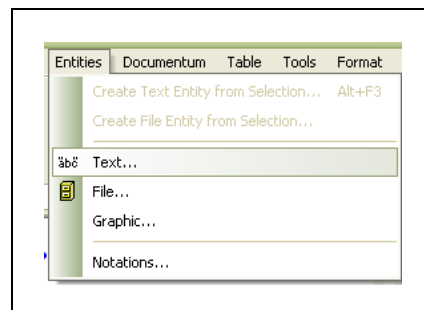 Entities Documentum Table Tools Format
Create Text Entity from Selection... Alt+F3
Create File Entity from Selection...
äbč Text...
File...
Graphic...
Notations...